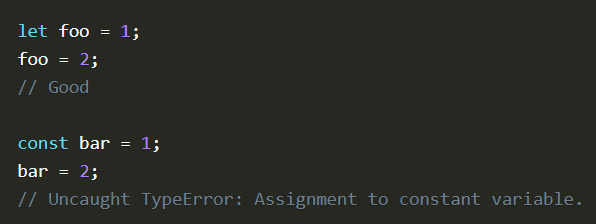 let foo = 1;
foo = 2;
// Good
const bar = 1;
bar = 2;
// Uncaught TypeError: Assignment to constant variable.